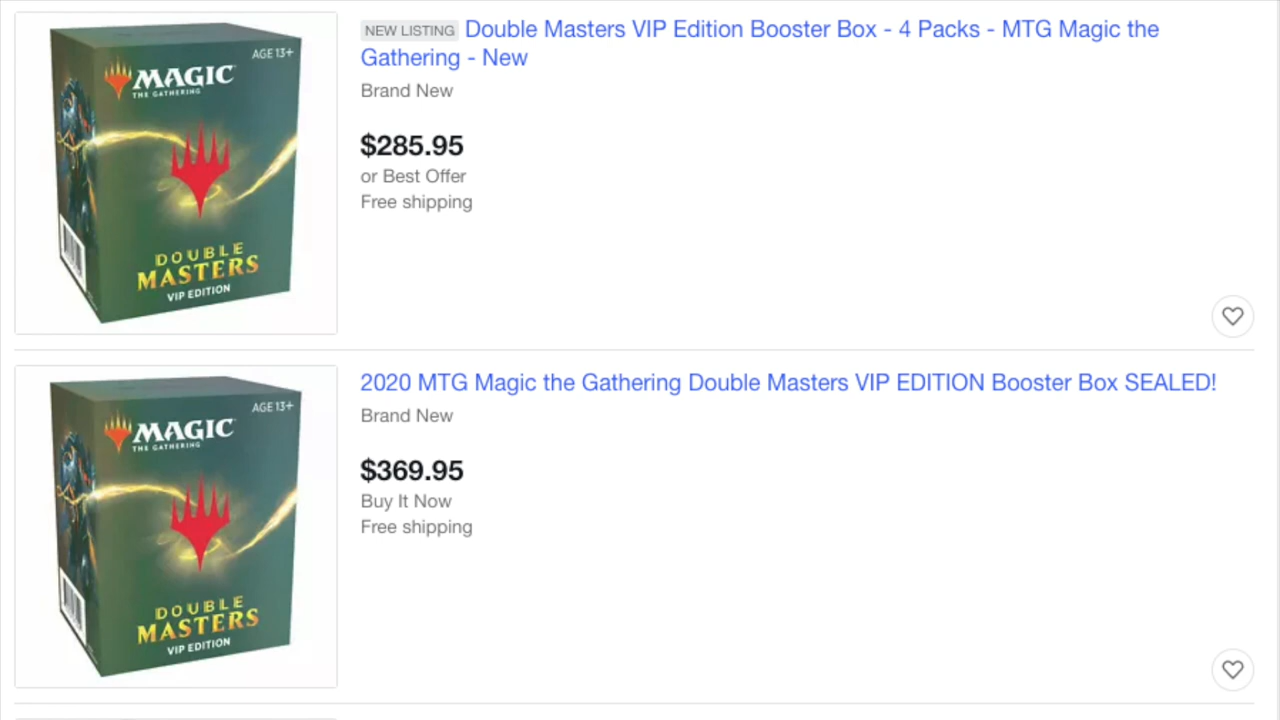 AGE 13+
MAGIC
THE GATHERING
DOUBLE
MASTERS
VIP EDITION
NEW LISTING Double Masters VIP Edition Booster Box - 4 Packs - MTG Magic the
Gathering - New
Brand New
$285.95
or Best Offer
Free shipping
AGE 13+
MAGIC
THE GATHERING
DOUBLE
MASTERS
VIP EDITION
2020 MTG Magic the Gathering Double Masters VIP EDITION Booster Box SEALED!
Brand New
$369.95
Buy It Now
Free shipping